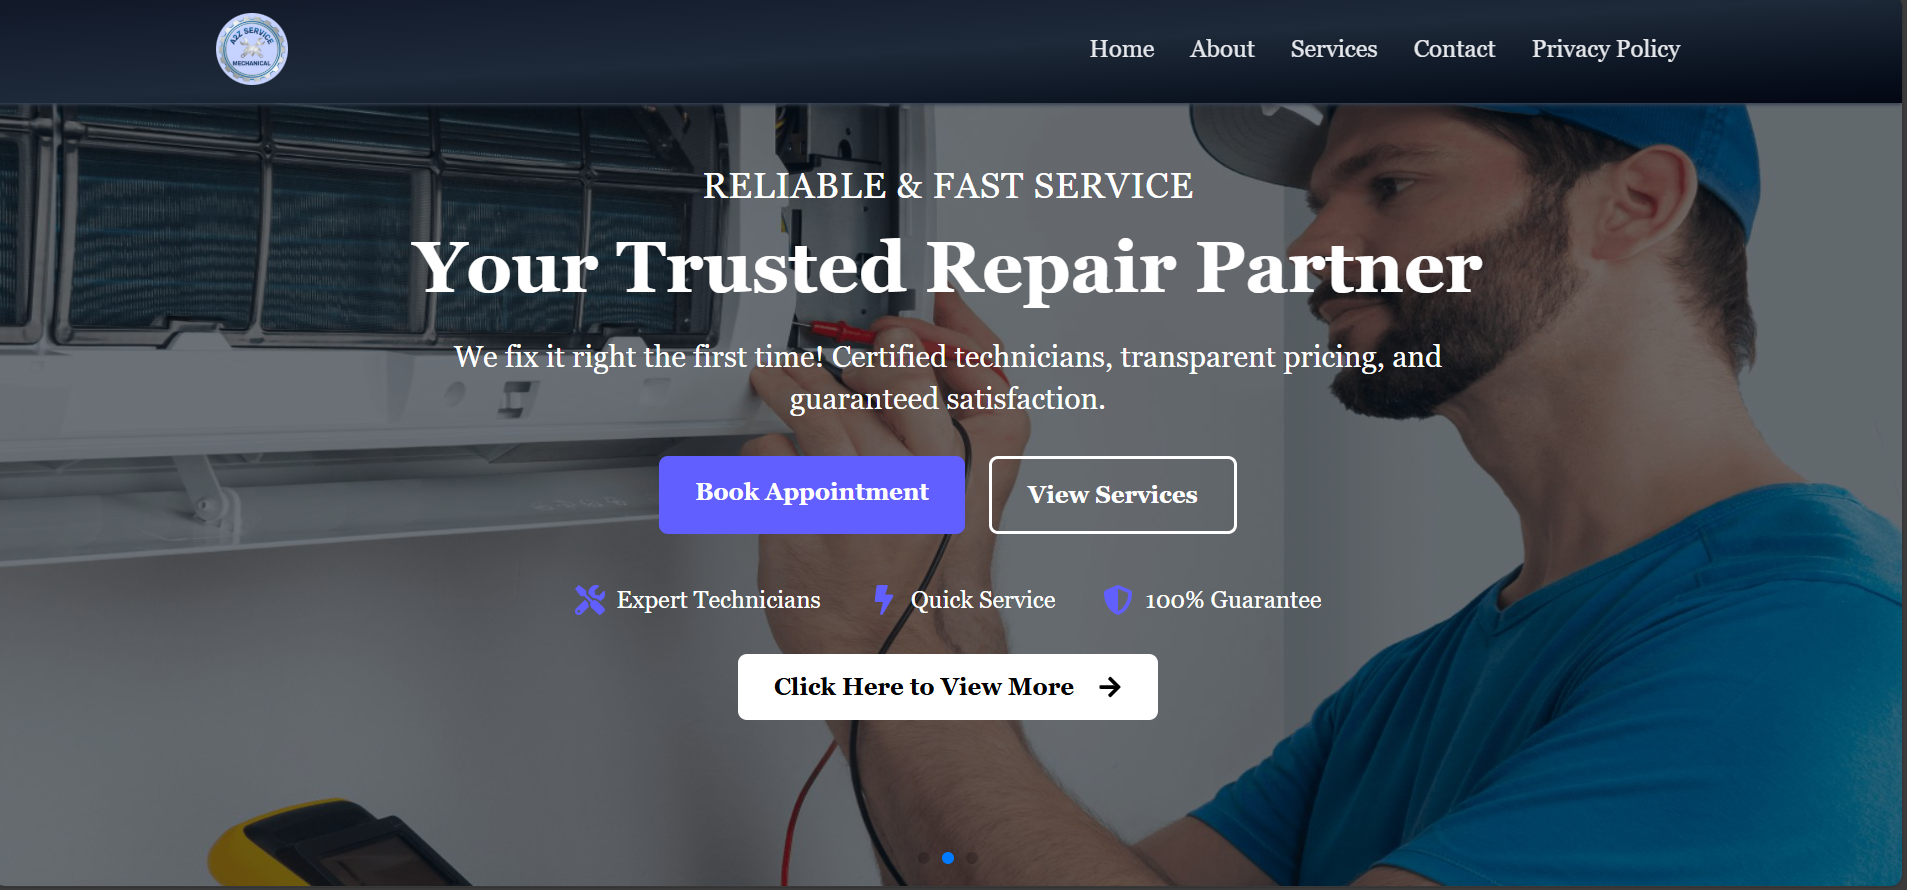 A2Z SERVICE
MECHANICAL
Home About Services Contact Privacy Policy
RELIABLE & FAST SERVICE
Your Trusted Repair Partner
We fix it right the first time! Certified technicians, transparent pricing, and
guaranteed satisfaction.
Book Appointment View Services
Expert Technicians Quick Service 100% Guarantee
Click Here to View More